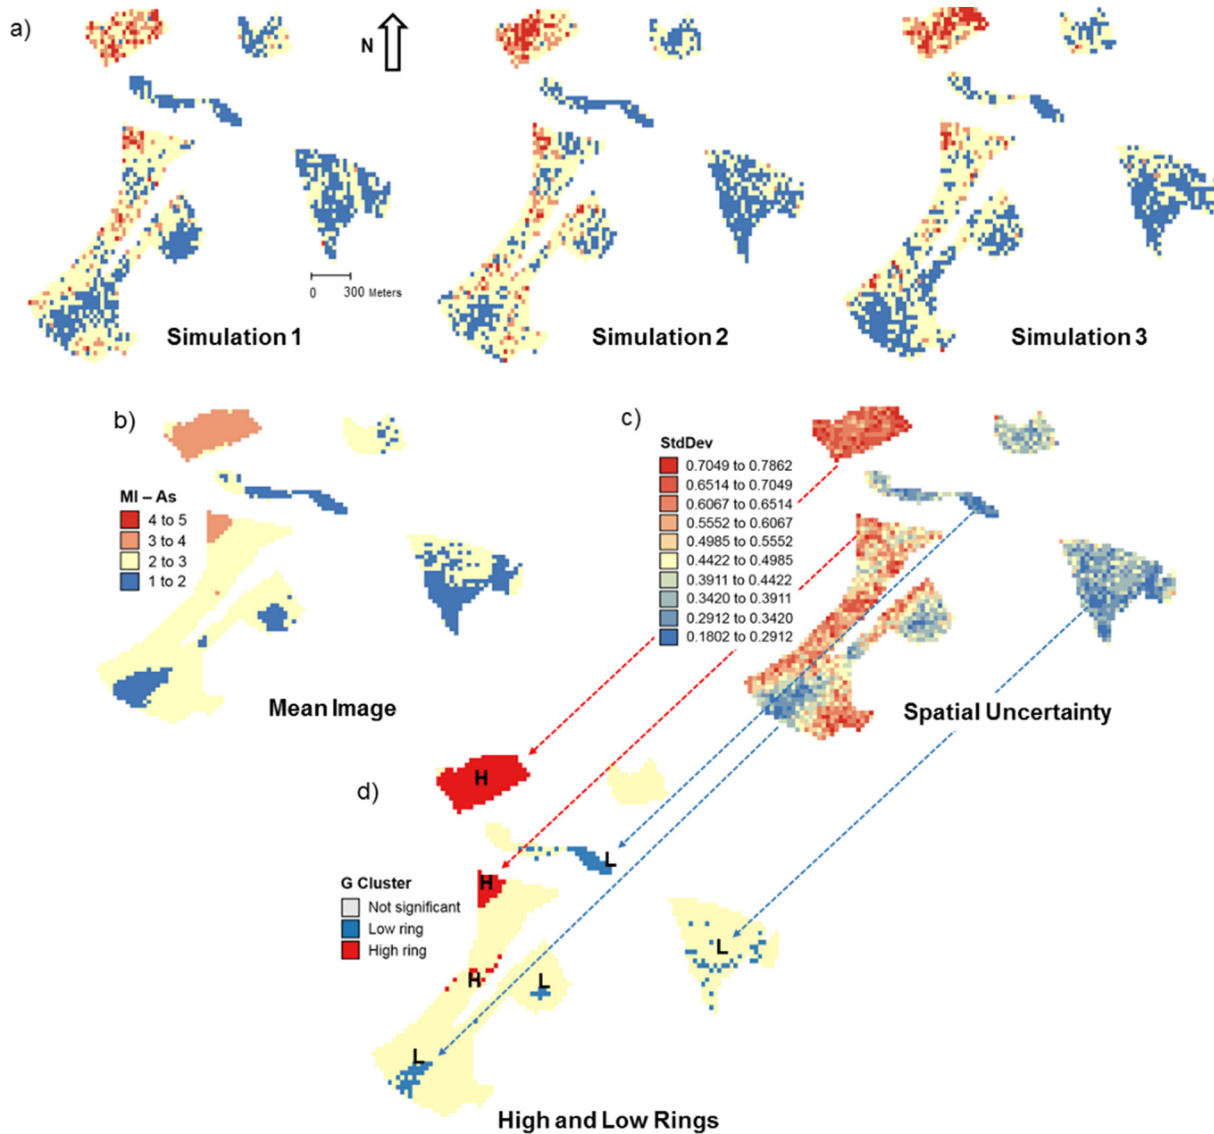 a)
N
0 300 Meters
Simulation 1
Simulation 2
Simulation 3
b)
MI – As
4 to 5
3 to 4
2 to 3
1 to 2
Mean Image
c)
StdDev
0.7049 to 0.7862
0.6514 to 0.7049
0.6067 to 0.6514
0.5552 to 0.6067
0.4985 to 0.5552
0.4422 to 0.4985
0.3911 to 0.4422
0.3420 to 0.3911
0.2912 to 0.3420
0.1802 to 0.2912
Spatial Uncertainty
d)
H
L
H
G Cluster
Not significant
Low ring
High ring
L
H
L
L
High and Low Rings